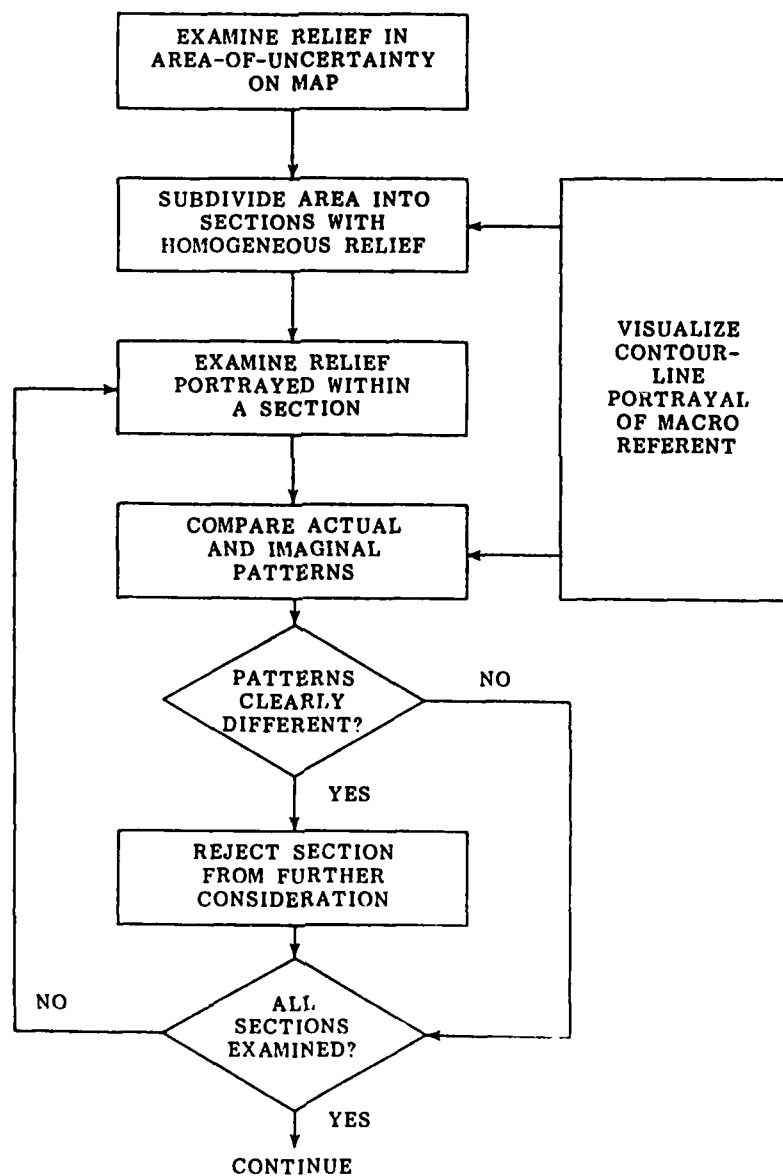 EXAMINE RELIEF IN
AREA-OF-UNCERTAINTY
ON MAP
SUBDIVIDE AREA INTO
SECTIONS WITH
HOMOGENEOUS RELIEF
VISUALIZE
CONTOUR-
LINE
PORTRAYAL
OF MACRO
REFERENT
EXAMINE RELIEF
PORTRAYED WITHIN
A SECTION
COMPARE ACTUAL
AND IMAGINAL
PATTERNS
PATTERNS
CLEARLY
DIFFERENT?
NO
YES
REJECT SECTION
FROM FURTHER
CONSIDERATION
NO
ALL
SECTIONS
EXAMINED?
YES
CONTINUE